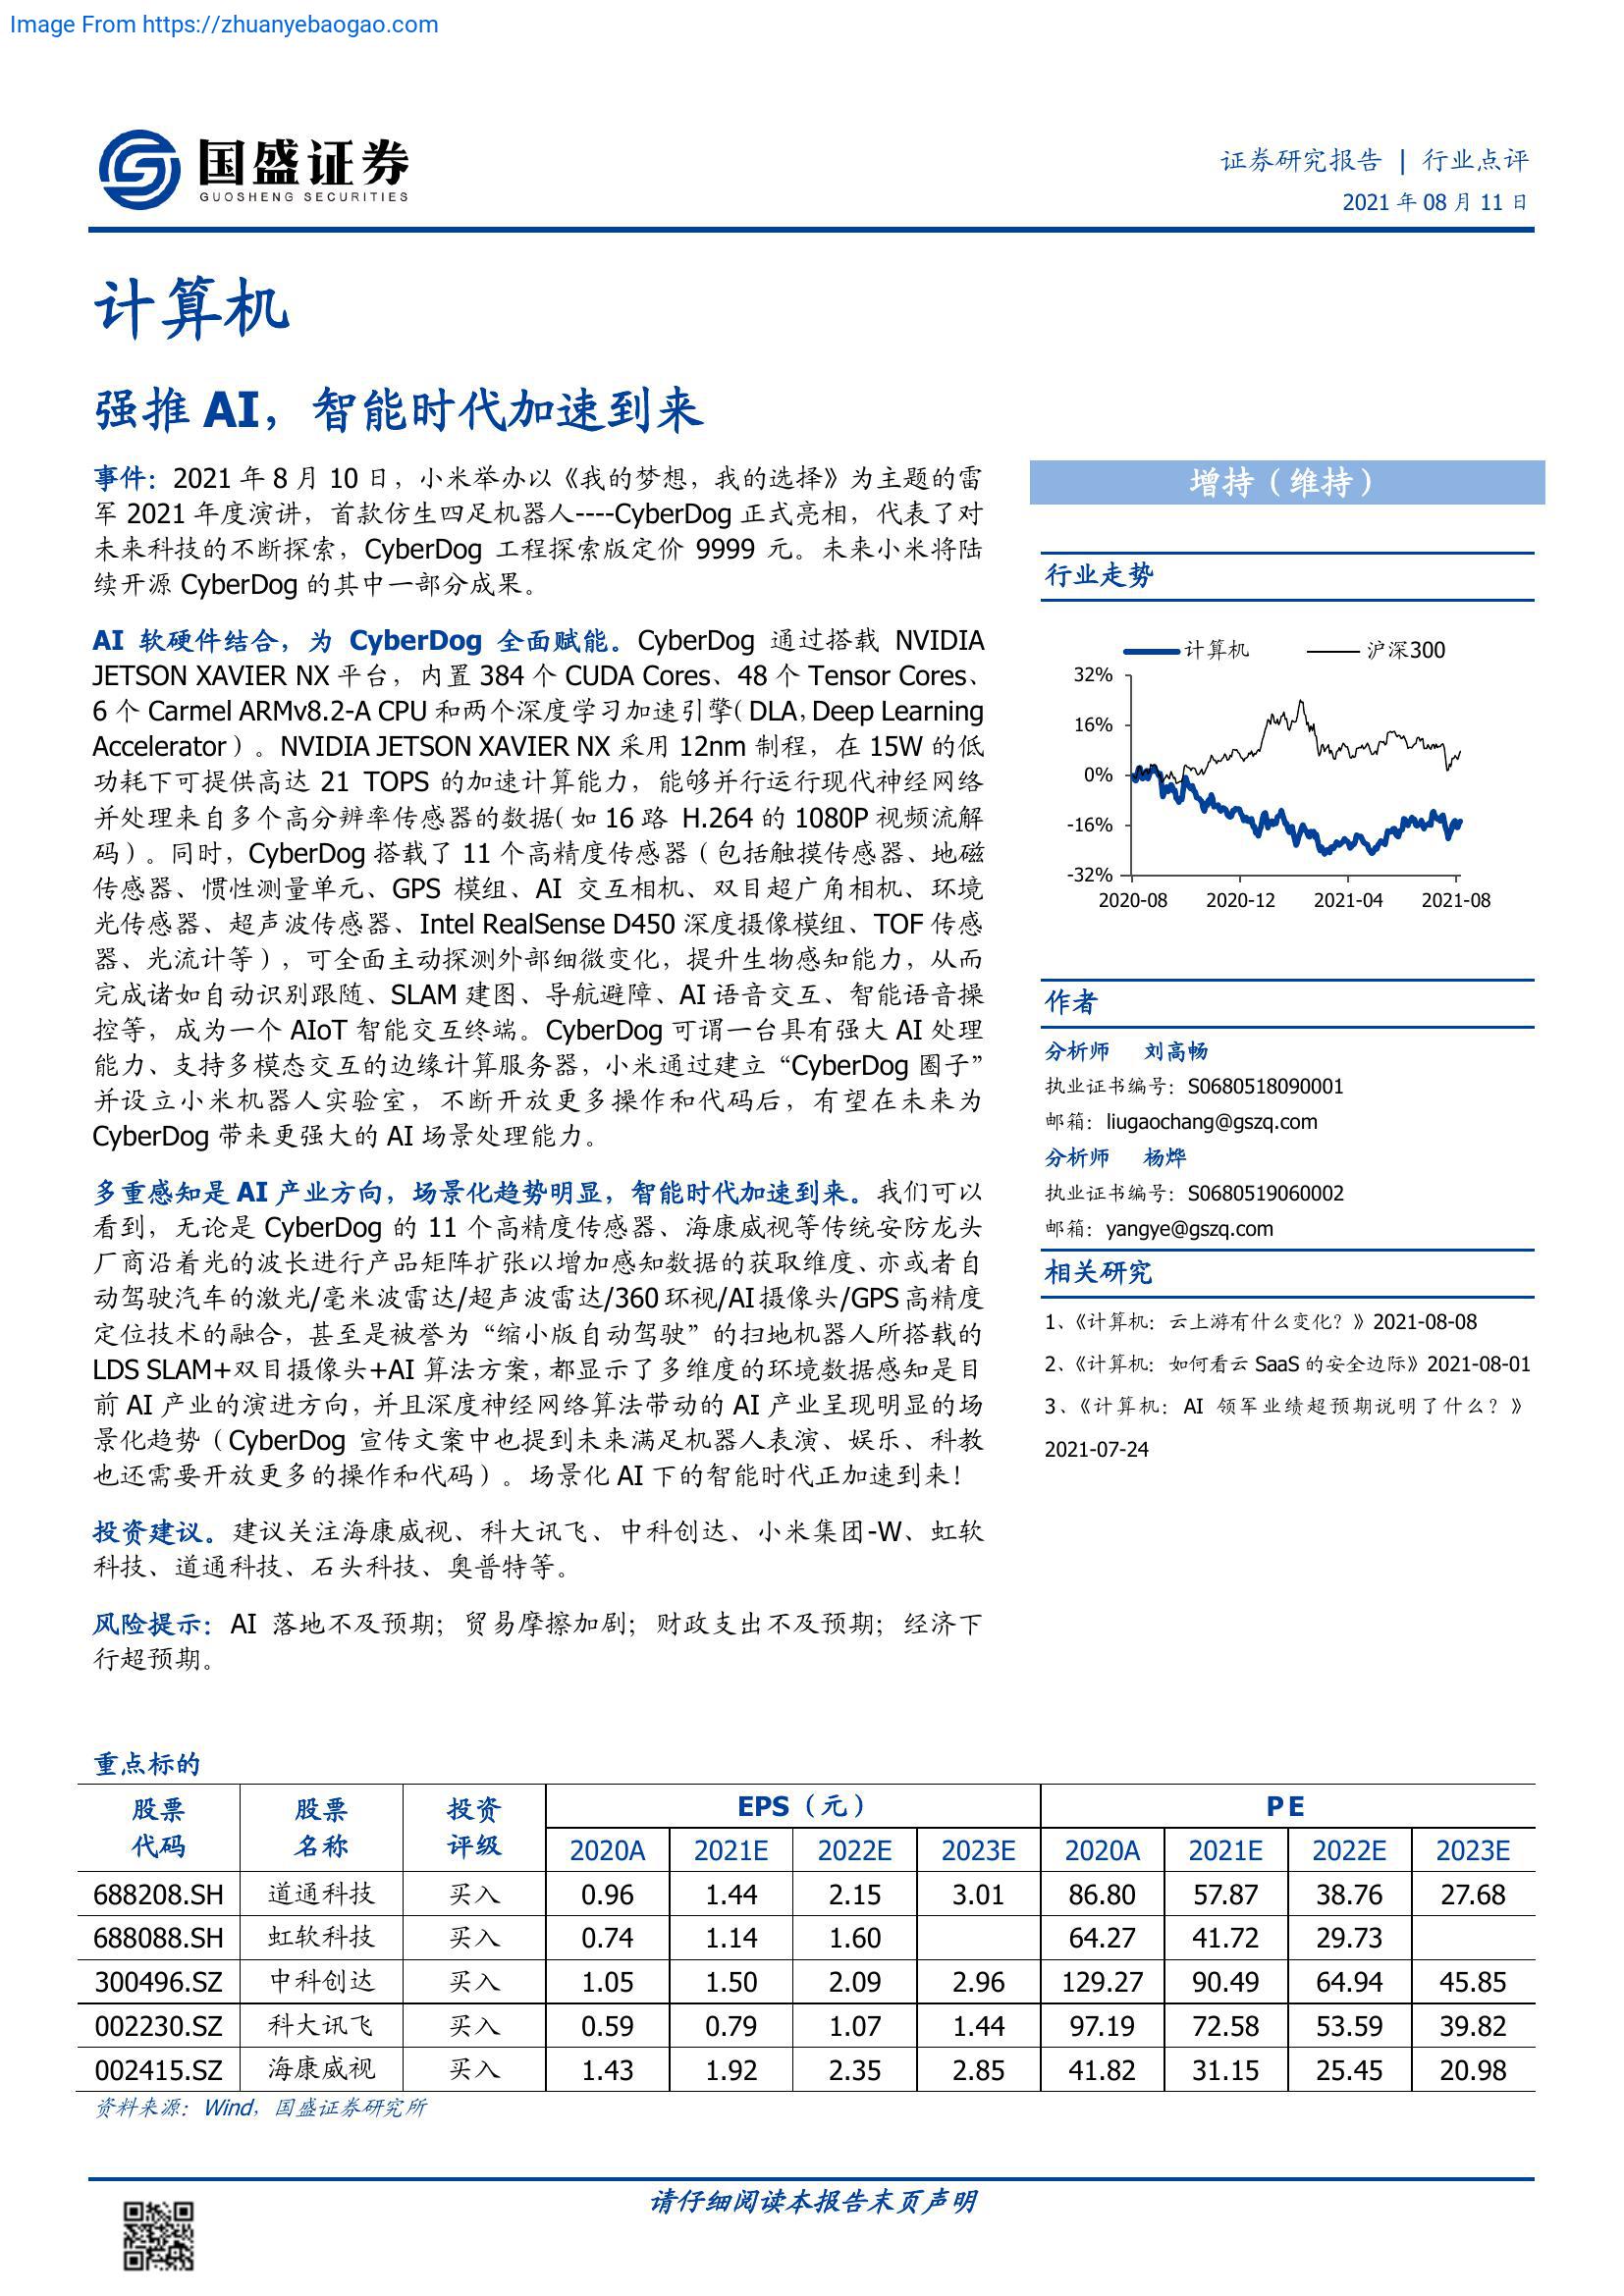 Image From https://zhuanyebaogao.com
国盛证券
GUOSHENG SECURITIES
证券研究报告 | 行业点评
2021 年 08 月 11 日
计算机
强推 AI，智能时代加速到来
事件：2021 年 8 月 10 日，小米举办以《我的梦想，我的选择》为主题的雷
军 2021 年度演讲，首款仿生四足机器人----CyberDog 正式亮相，代表了对
未来科技的不断探索，CyberDog 工程探索版定价 9999 元。未来小米将陆
续开源 CyberDog 的其中一部分成果。
AI 软硬件结合，为 CyberDog 全面赋能。CyberDog 通过搭载 NVIDIA
JETSON XAVIER NX 平台，内置 384 个 CUDA Cores、48 个 Tensor Cores、
6 个 Carmel ARMv8.2-A CPU 和两个深度学习加速引擎（DLA，Deep Learning
Accelerator）。NVIDIA JETSON XAVIER NX 采用 12nm 制程，在 15W 的低
功耗下可提供高达 21 TOPS 的加速计算能力，能够并行运行现代神经网络
并处理来自多个高分辨率传感器的数据（如 16 路 H.264 的 1080P 视频流解
码）。同时，CyberDog 搭载了 11 个高精度传感器（包括触摸传感器、地磁
传感器、惯性测量单元、GPS 模组、AI 交互相机、双目超广角相机、环境
光传感器、超声波传感器、Intel RealSense D450 深度摄像模组、TOF 传感
器、光流计等），可全面主动探测外部细微变化，提升生物感知能力，从而
完成诸如自动识别跟随、SLAM 建图、导航避障、AI 语音交互、智能语音操
控等，成为一个 AIoT 智能交互终端。CyberDog 可谓一台具有强大 AI 处理
能力、支持多模态交互的边缘计算服务器，小米通过建立“CyberDog 圈子”
并设立小米机器人实验室，不断开放更多操作和代码后，有望在未来为
CyberDog 带来更强大的 AI 场景处理能力。
多重感知是 AI 产业方向，场景化趋势明显，智能时代加速到来。我们可以
看到，无论是 CyberDog 的 11 个高精度传感器、海康威视等传统安防龙头
厂商沿着光的波长进行产品矩阵扩张以增加感知数据的获取维度、亦或者自
动驾驶汽车的激光/毫米波雷达/超声波雷达/360 环视/AI 摄像头/GPS 高精度
定位技术的融合，甚至是被誉为“缩小版自动驾驶”的扫地机器人所搭载的
LDS SLAM+双目摄像头+AI 算法方案，都显示了多维度的环境数据感知是目
前 AI 产业的演进方向，并且深度神经网络算法带动的 AI 产业呈现明显的场
景化趋势（CyberDog 宣传文案中也提到未来满足机器人表演、娱乐、科教
也还需要开放更多的操作和代码）。场景化 AI 下的智能时代正加速到来！
投资建议。建议关注海康威视、科大讯飞、中科创达、小米集团-W、虹软
科技、道通科技、石头科技、奥普特等。
风险提示：AI 落地不及预期；贸易摩擦加剧；财政支出不及预期；经济下
行超预期。
增持（维持）
行业走势
计算机 沪深300
32%
16%
0%
-16%
-32%
2020-08 2020-12 2021-04 2021-08
作者
分析师 刘高畅
执业证书编号：S0680518090001
邮箱：liugaochang@gszq.com
分析师 杨烨
执业证书编号：S0680519060002
邮箱：yangye@gszq.com
相关研究
1、《计算机：云上游有什么变化？》2021-08-08
2、《计算机：如何看云 SaaS 的安全边际》2021-08-01
3、《计算机：AI 领军业绩超预期说明了什么？》
2021-07-24
重点标的
股票 股票 投资 EPS（元） P E
代码 名称 评级 2020A 2021E 2022E 2023E 2020A 2021E 2022E 2023E
688208.SH 道通科技 买入 0.96 1.44 2.15 3.01 86.80 57.87 38.76 27.68
688088.SH 虹软科技 买入 0.74 1.14 1.60 64.27 41.72 29.73
300496.SZ 中科创达 买入 1.05 1.50 2.09 2.96 129.27 90.49 64.94 45.85
002230.SZ 科大讯飞 买入 0.59 0.79 1.07 1.44 97.19 72.58 53.59 39.82
002415.SZ 海康威视 买入 1.43 1.92 2.35 2.85 41.82 31.15 25.45 20.98
资料来源：Wind，国盛证券研究所
请仔细阅读本报告末页声明